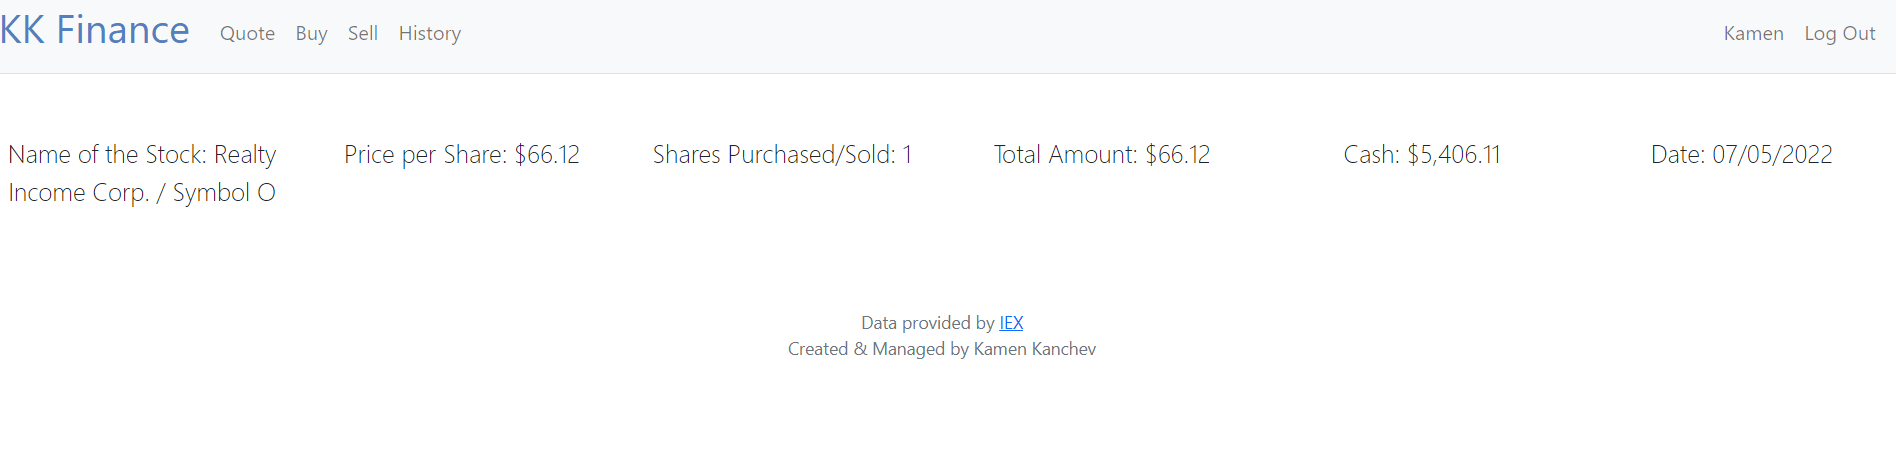 KK Finance Quote Buy Sell History Kamen Log Out
Name of the Stock: Realty
Income Corp. / Symbol O
Price per Share: $66.12
Shares Purchased/Sold: 1
Total Amount: $66.12
Cash: $5,406.11
Date: 07/05/2022
Data provided by IEX
Created & Managed by Kamen Kanchev